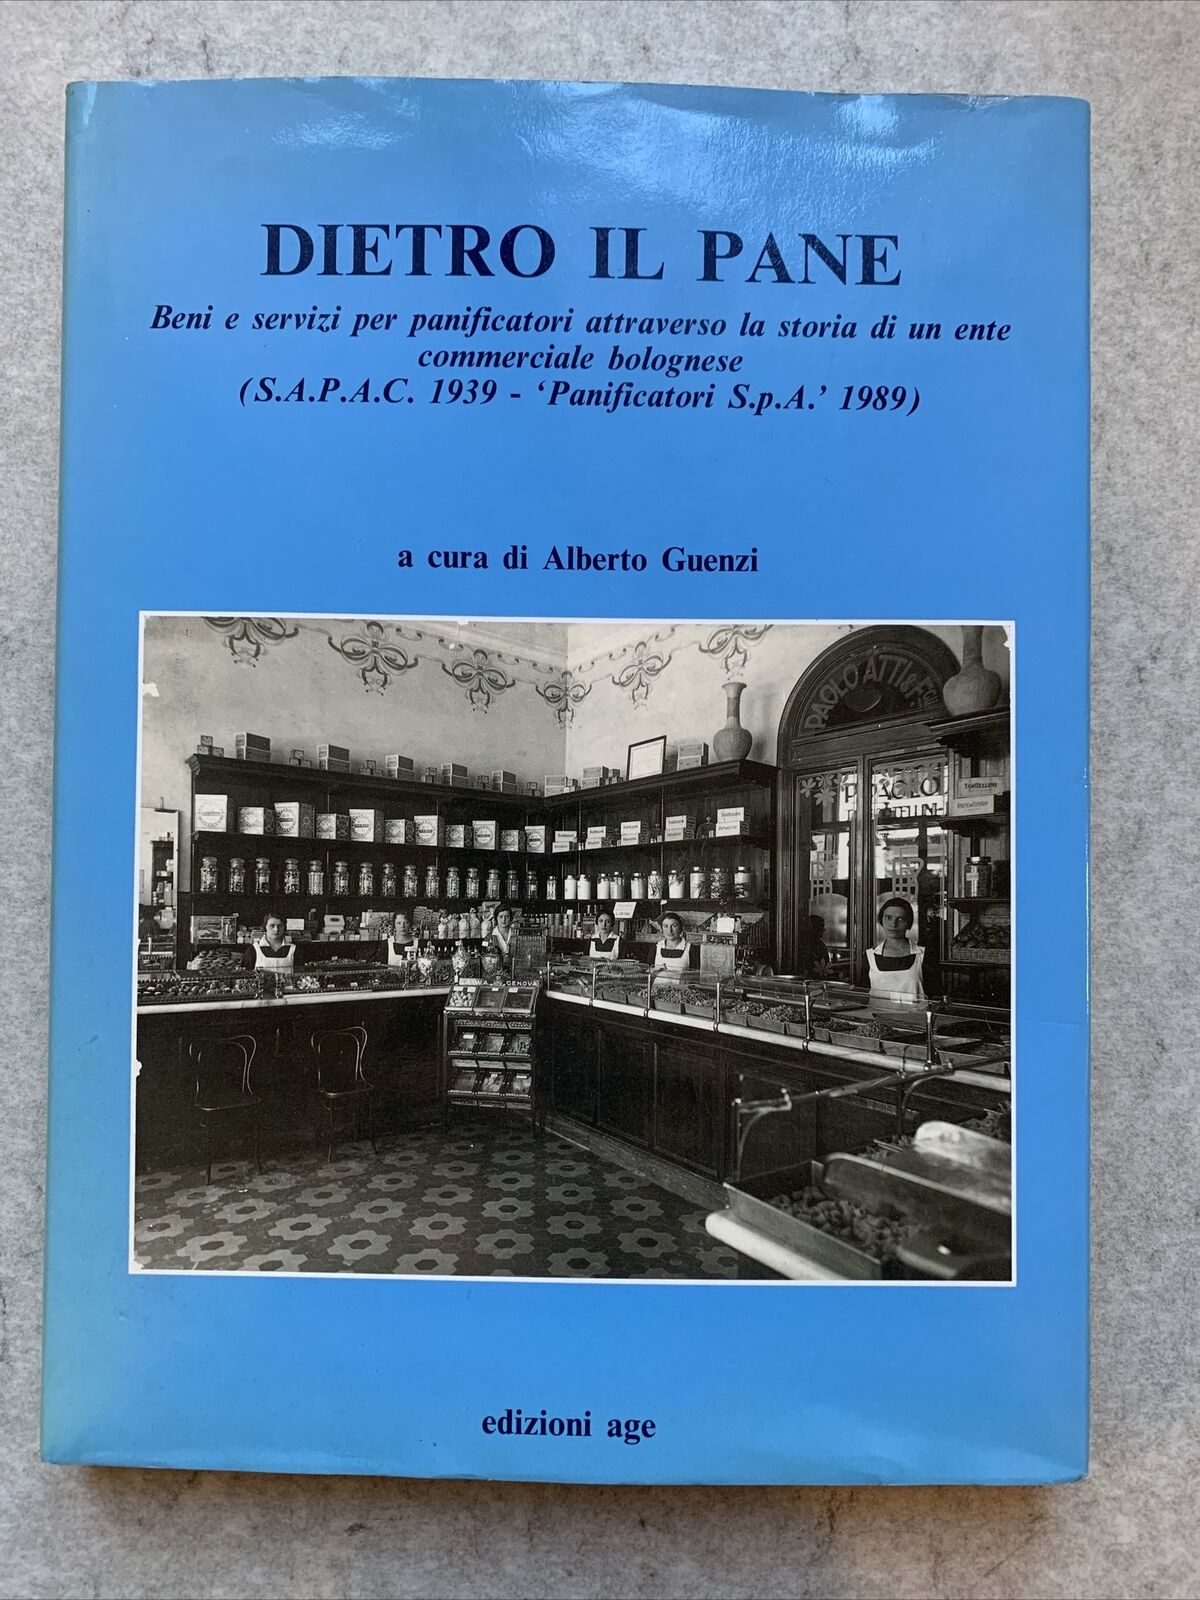 DIETRO IL PANE
Beni e servizi per panificatori attraverso la storia di un ente
commerciale bolognese
(S.A.P.A.C. 1939 - ‘Panificatori S.p.A.’ 1989)
a cura di Alberto Guenzi
PAOLO ATTI & F
TORTELLINI
GENOVA
edizioni age